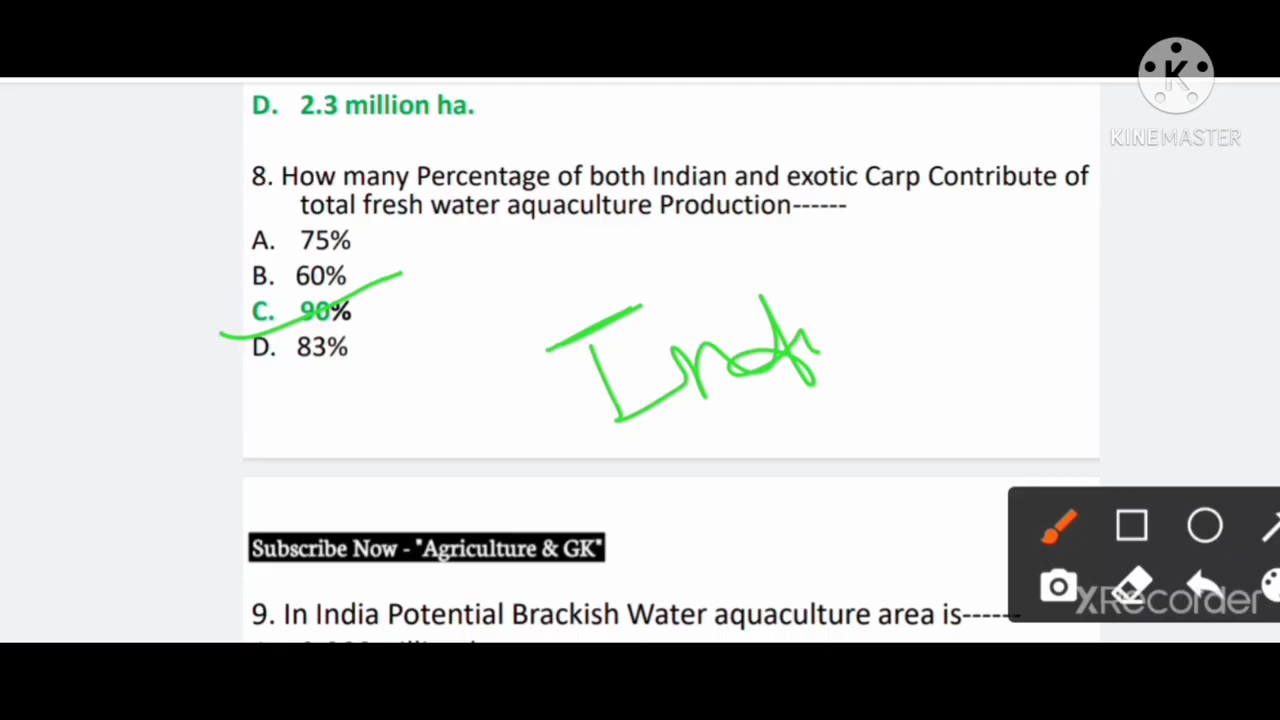 K
KINEMASTER
D. 2.3 million ha.
8. How many Percentage of both Indian and exotic Carp Contribute of
total fresh water aquaculture Production------
A. 75%
B. 60%
C. 90%
D. 83%
Subscribe Now - "Agriculture & GK"
9. In India Potential Brackish Water aquaculture area is------
XRecorder